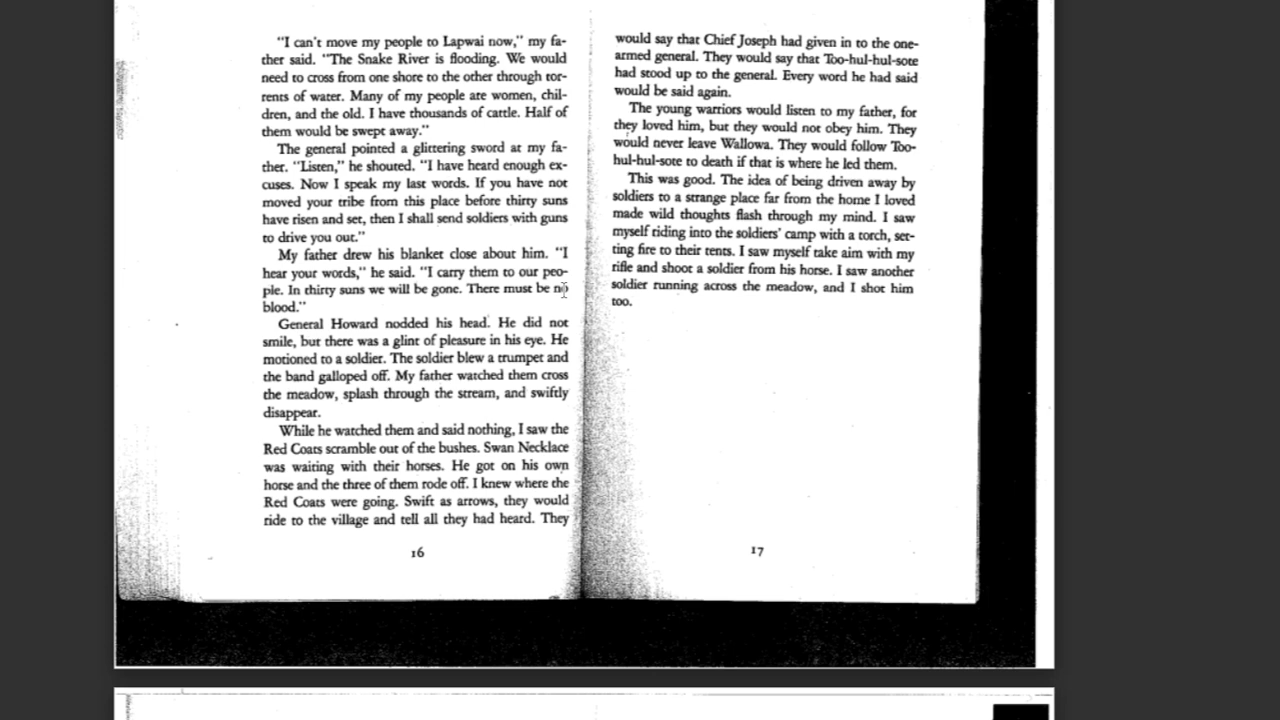 "I can't move my people to Lapwai now," my fa-
ther said. "The Snake River is flooding. We would
need to cross from one shore to the other through tor-
rents of water. Many of my people are women, chil-
dren, and the old. I have thousands of cattle. Half of
them would be swept away."
The general pointed a glittering sword at my fa-
ther. "Listen," he shouted. "I have heard enough ex-
cuses. Now I speak my last words. If you have not
moved your tribe from this place before thirty suns
have risen and set, then I shall send soldiers with guns
to drive you out."
My father drew his blanket close about him. "I
hear your words," he said. "I carry them to our peo-
ple. In thirty suns we will be gone. There must be no
blood."
General Howard nodded his head. He did not
smile, but there was a glint of pleasure in his eye. He
motioned to a soldier. The soldier blew a trumpet and
the band galloped off. My father watched them cross
the meadow, splash through the stream, and swiftly
disappear.
While he watched them and said nothing, I saw the
Red Coats scramble out of the bushes. Swan Necklace
was waiting with their horses. He got on his own
horse and the three of them rode off. I knew where the
Red Coats were going. Swift as arrows, they would
ride to the village and tell all they had heard. They
16
would say that Chief Joseph had given in to the one-
armed general. They would say that Too-hul-hul-sote
had stood up to the general. Every word he had said
would be said again.
The young warriors would listen to my father, for
they loved him, but they would not obey him. They
would never leave Wallowa. They would follow Too-
hul-hul-sote to death if that is where he led them.
This was good. The idea of being driven away by
soldiers to a strange place far from the home I loved
made wild thoughts flash through my mind. I saw
myself riding into the soldiers' camp with a torch, set-
ting fire to their tents. I saw myself take aim with my
rifle and shoot a soldier from his horse. I saw another
soldier running across the meadow, and I shot him
too.
17